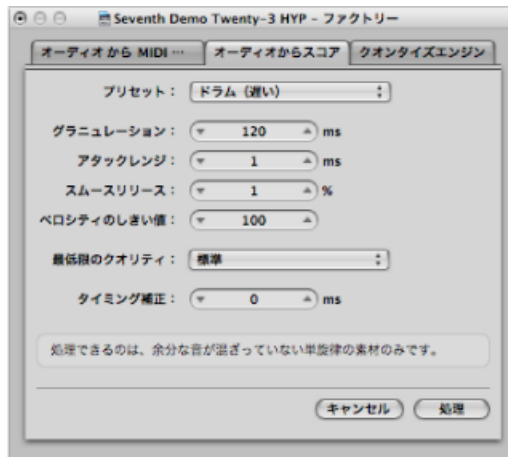 Seventh Demo Twenty-3 HYP - ファクトリー
オーディオ から MIDI … オーディオからスコア クオンタイズエンジン
プリセット： ドラム（遅い）
グラニュレーション： 120 ms
アタックレンジ： 1 ms
スムースリリース： 1 %
ベロシティのしきい値： 100
最低限のクオリティ： 標準
タイミング補正： 0 ms
処理できるのは、余分な音が混ざっていない単旋律の素材のみです。
キャンセル 処理